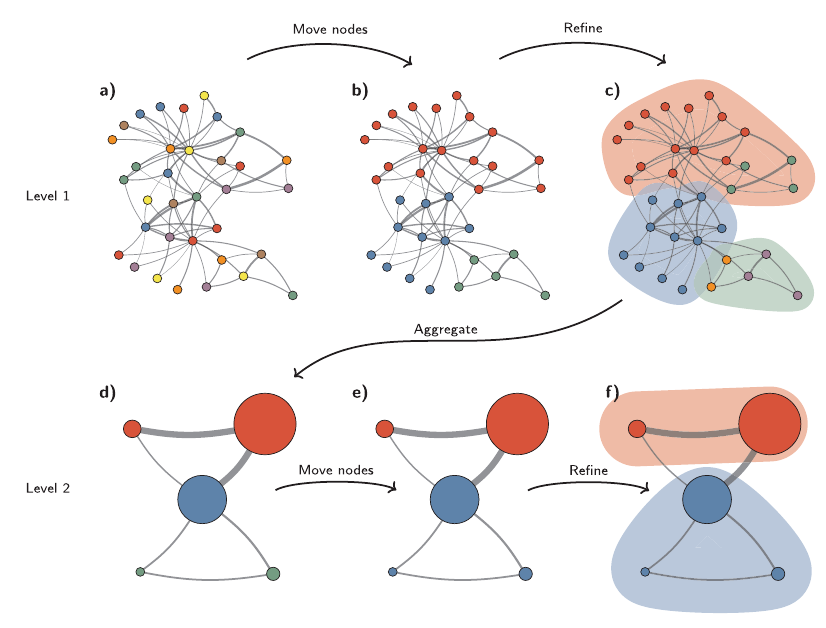 Move nodes
Refine
a)
b)
c)
Level 1
Aggregate
d)
e)
f)
Move nodes
Refine
Level 2